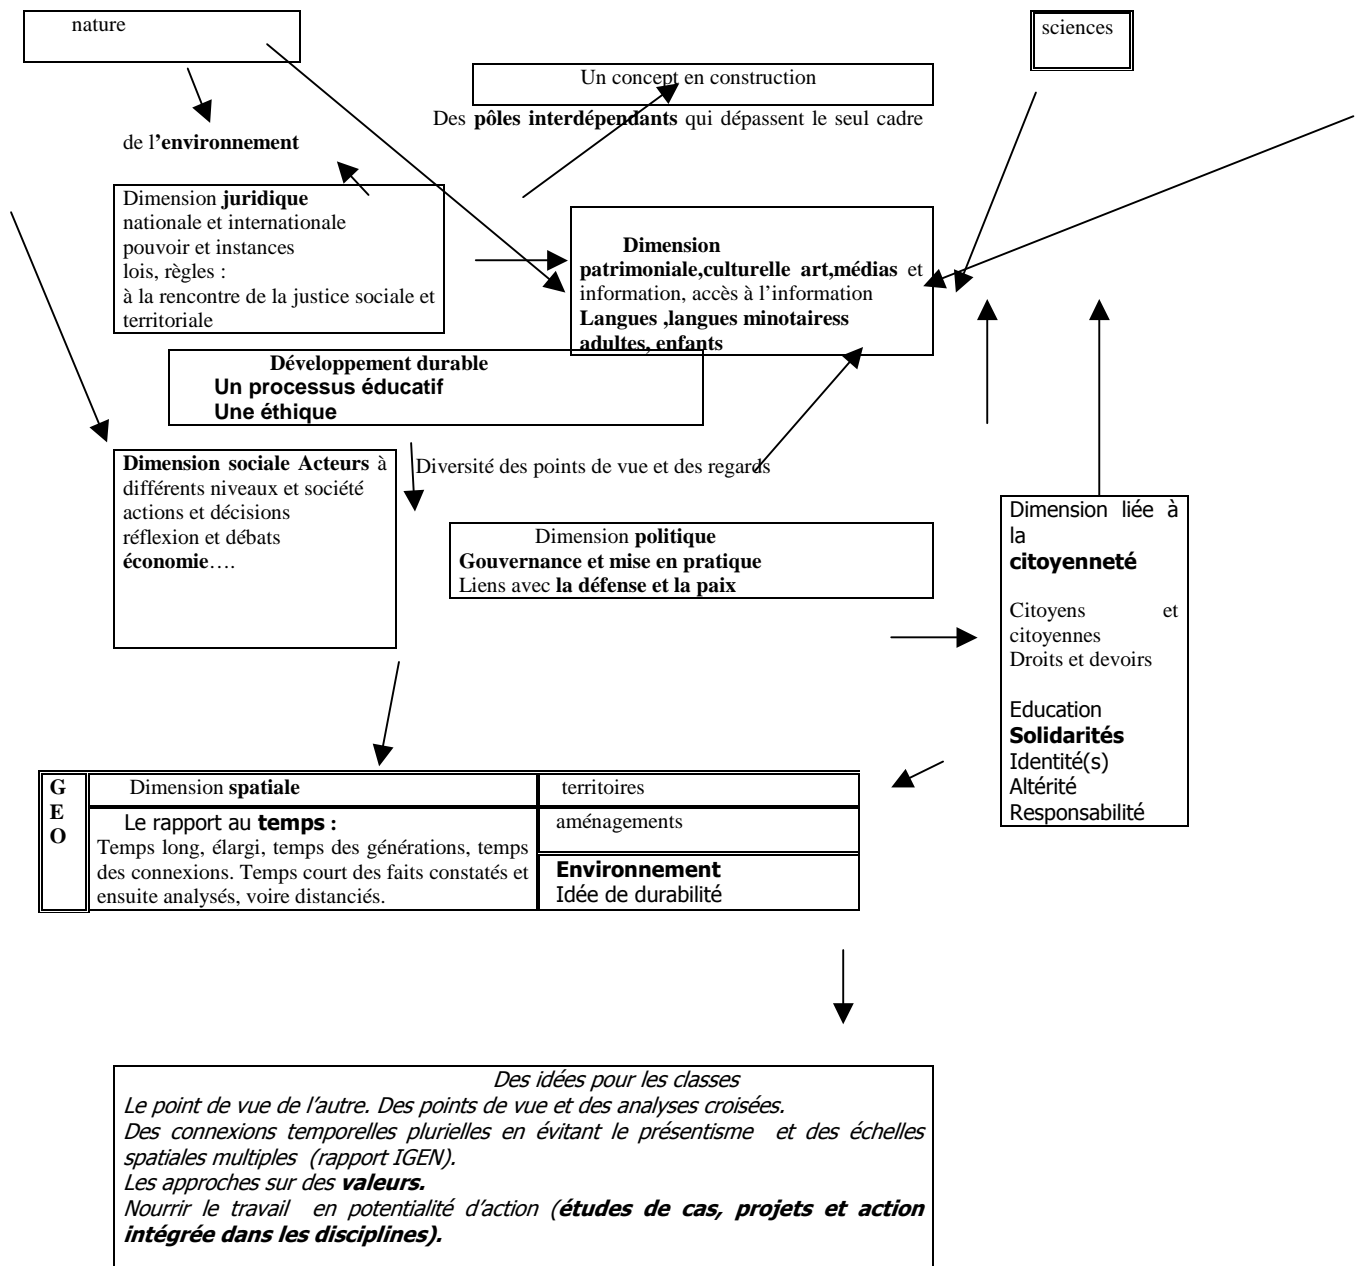 nature
sciences
Un concept en construction
Des pôles interdépendants qui dépassent le seul cadre
de l'environnement
Dimension juridique
nationale et internationale
pouvoir et instances
lois, règles :
à la rencontre de la justice sociale et
territoriale
Dimension
patrimoniale,culturelle art,médias et
information, accès à l'information
Langues ,langues minotairess
adultes, enfants
Développement durable
Un processus éducatif
Une éthique
Dimension sociale Acteurs à
différents niveaux et société
actions et décisions
réflexion et débats
économie….
Diversité des points de vue et des regards
Dimension politique
Gouvernance et mise en pratique
Liens avec la défense et la paix
Dimension liée à
la
citoyenneté
Citoyens et
citoyennes
Droits et devoirs
Education
Solidarités
Identité(s)
Altérité
Responsabilité
G
E
O
Dimension spatiale
territoires
Le rapport au temps :
Temps long, élargi, temps des générations, temps
des connexions. Temps court des faits constatés et
ensuite analysés, voire distanciés.
aménagements
Environnement
Idée de durabilité
Des idées pour les classes
Le point de vue de l'autre. Des points de vue et des analyses croisées.
Des connexions temporelles plurielles en évitant le présentisme et des échelles
spatiales multiples (rapport IGEN).
Les approches sur des valeurs.
Nourrir le travail en potentialité d'action (études de cas, projets et action
intégrée dans les disciplines).